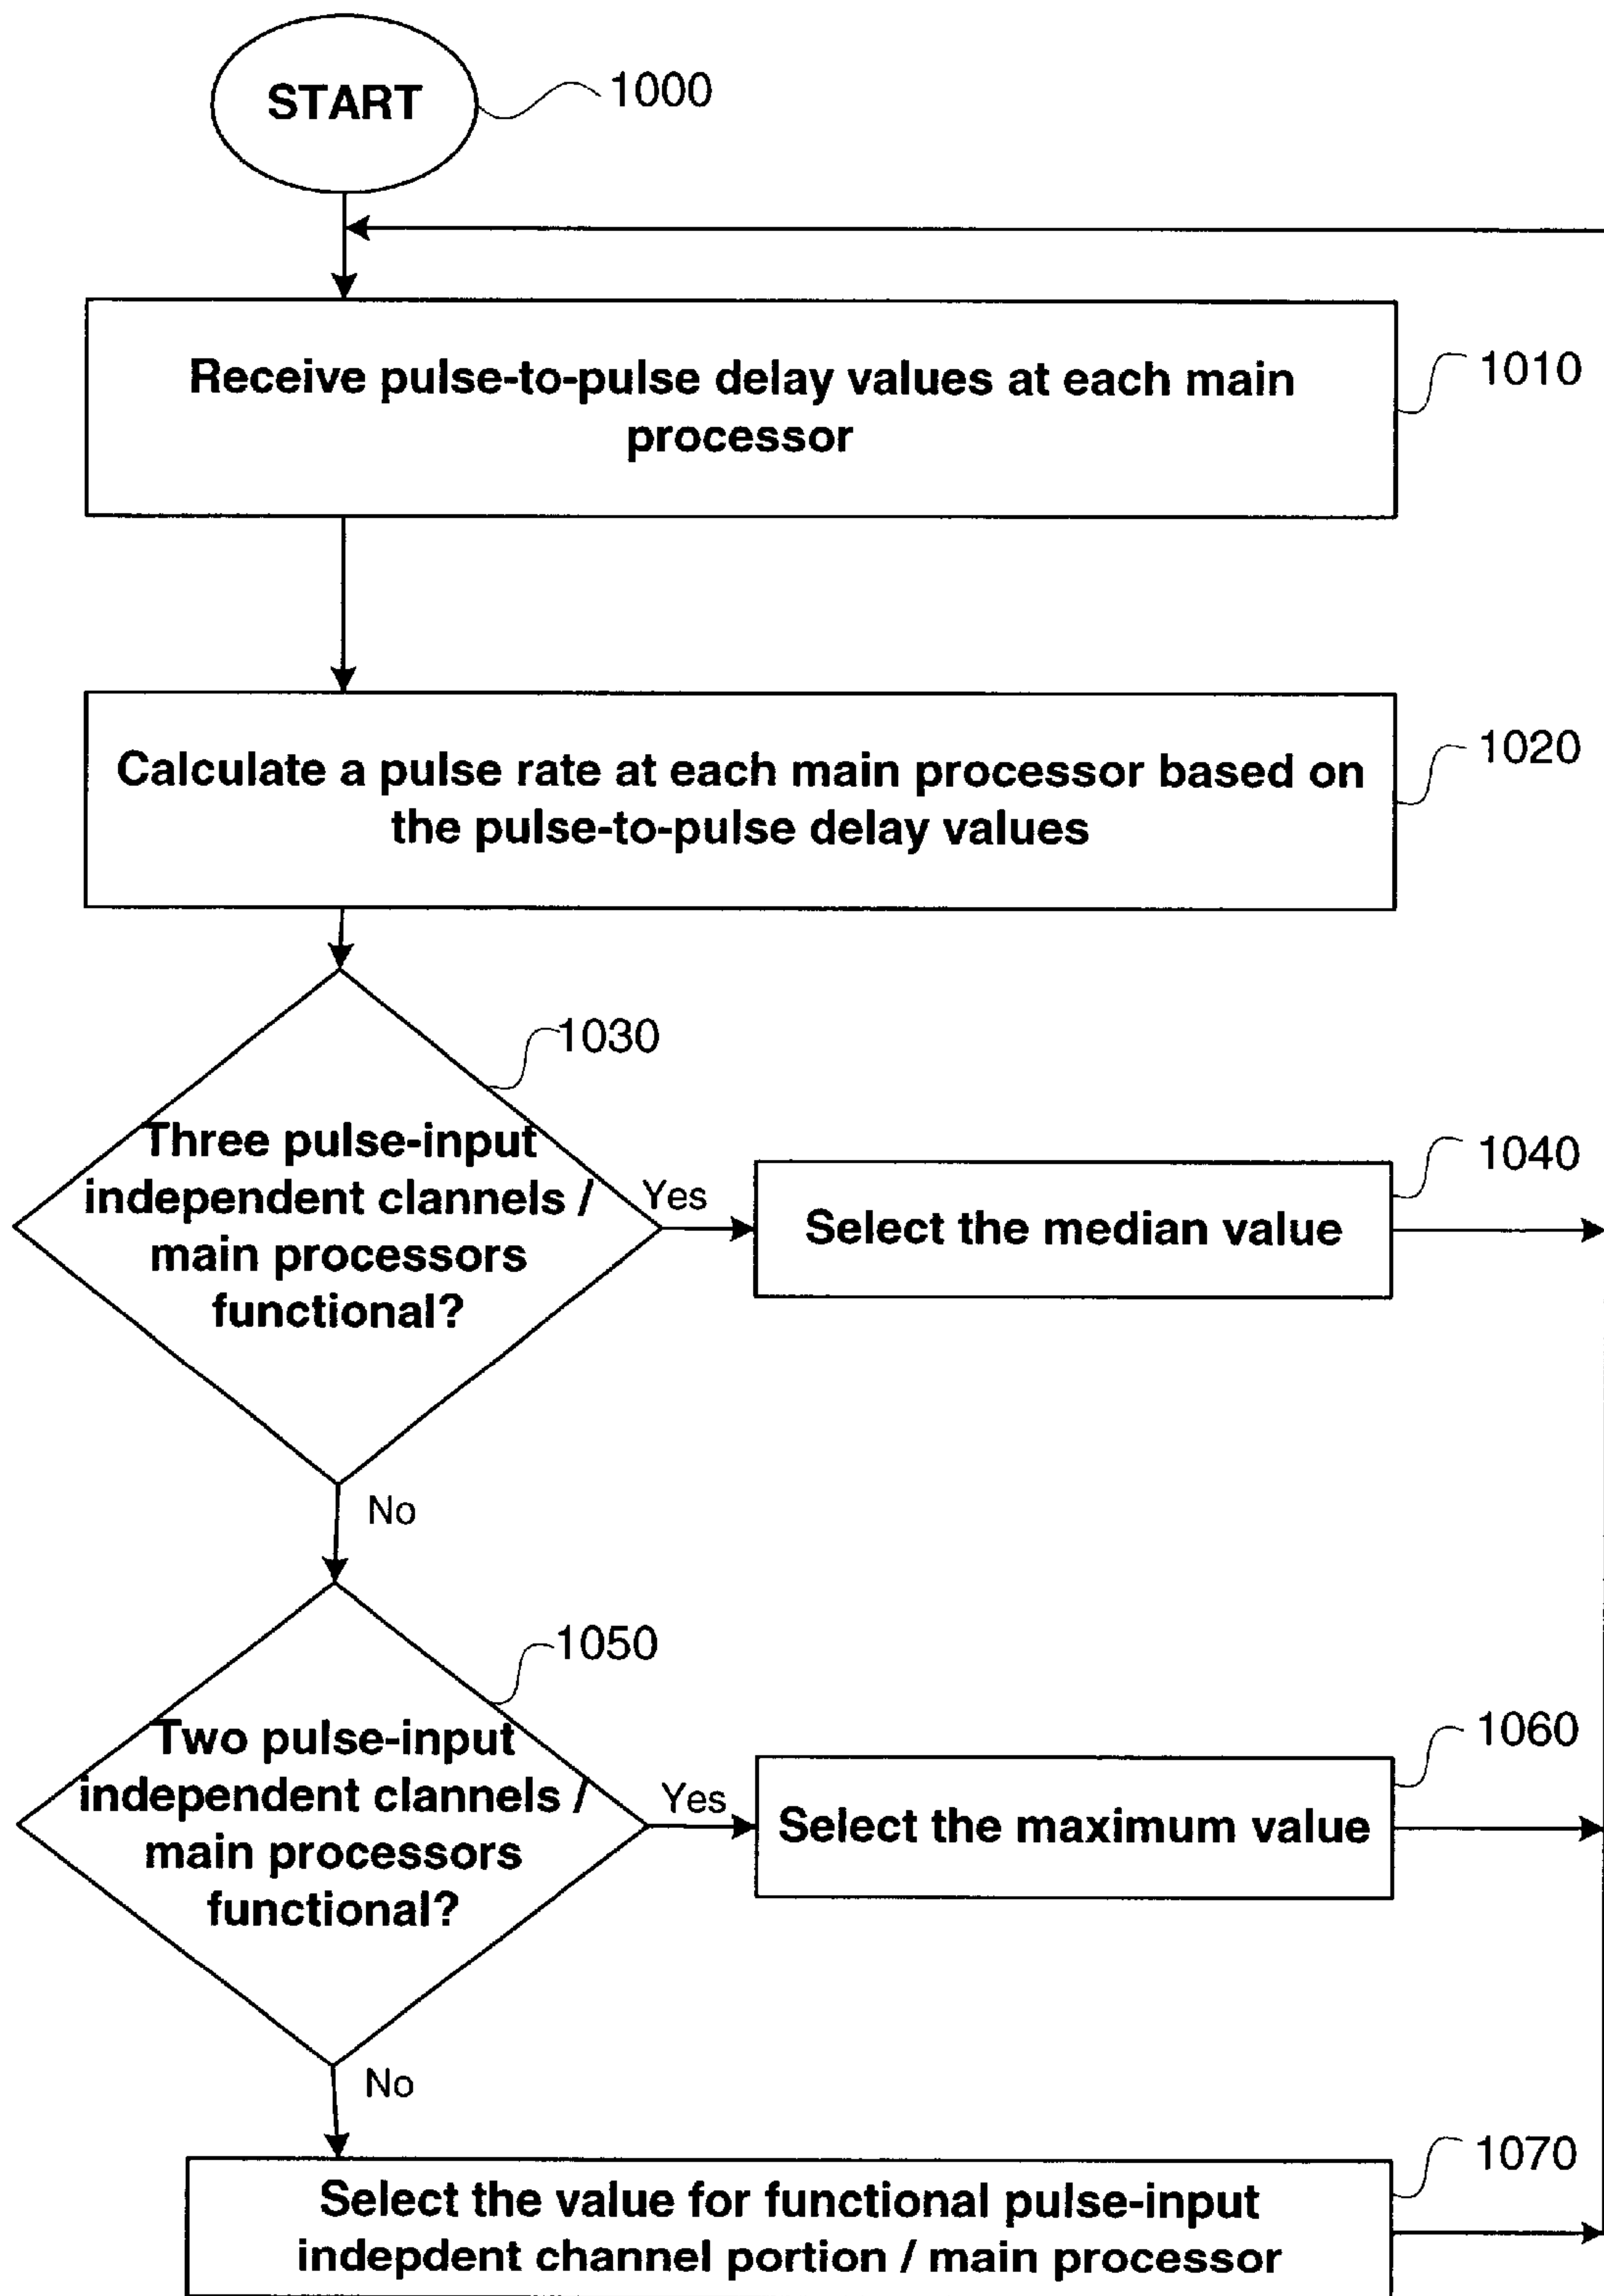 START
1000
Receive pulse-to-pulse delay values at each main
processor
1010
Calculate a pulse rate at each main processor based on
the pulse-to-pulse delay values
1020
1030
Three pulse-input
independent clannels /
main processors
functional?
Yes
Select the median value
1040
No
1050
Two pulse-input
independent clannels /
main processors
functional?
Yes
Select the maximum value
1060
No
Select the value for functional pulse-input
indepdent channel portion / main processor
1070